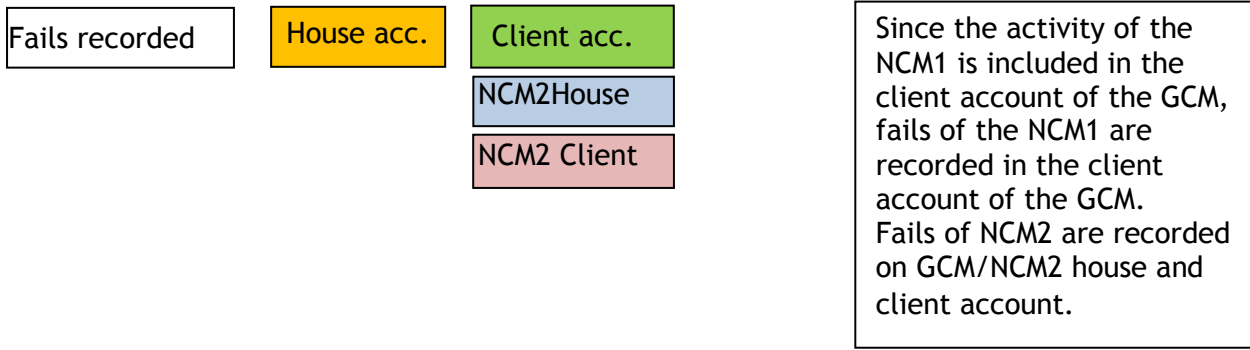 Fails recorded
House acc.
Client acc.
NCM2House
NCM2 Client
Since the activity of the
NCM1 is included in the
client account of the GCM,
fails of the NCM1 are
recorded in the client
account of the GCM.
Fails of NCM2 are recorded
on GCM/NCM2 house and
client account.